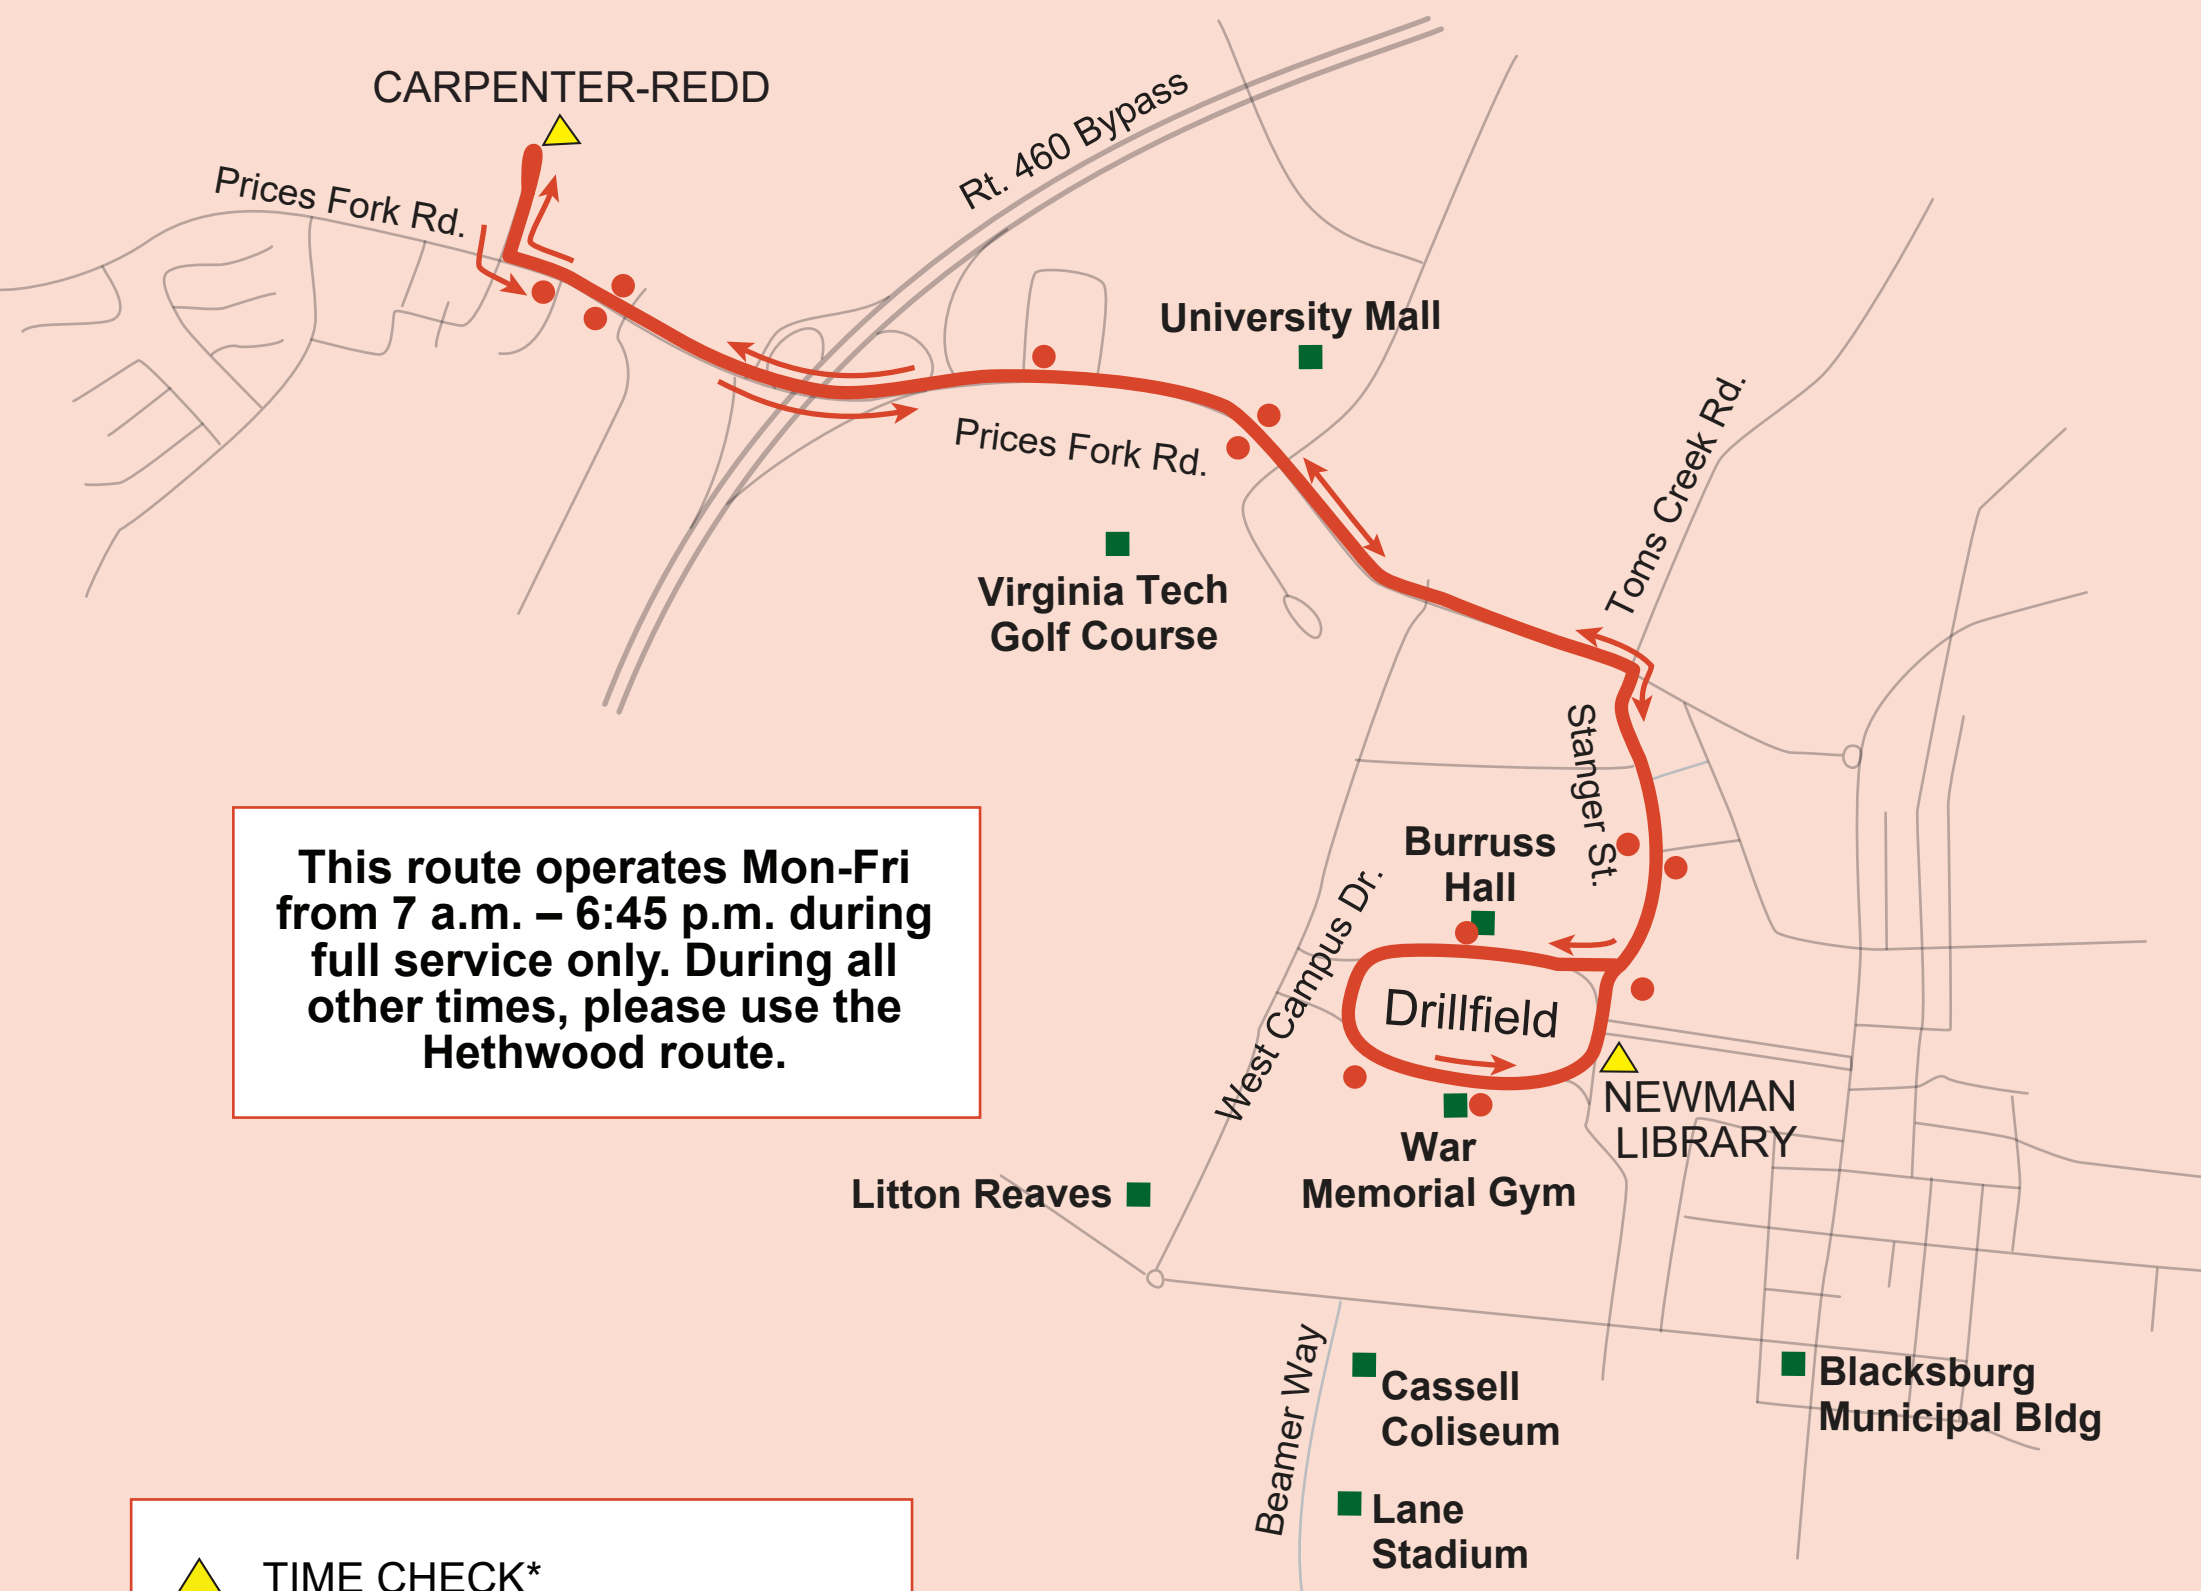 CARPENTER-REDD
Rt. 460 Bypass
Prices Fork Rd.
University Mall
Prices Fork Rd.
Toms Creek Rd.
Virginia Tech
Golf Course
Stanger St.
Burruss
Hall
This route operates Mon-Fri
from 7 a.m. – 6:45 p.m. during
full service only. During all
other times, please use the
Hethwood route.
West Campus Dr.
Drillfield
NEWMAN
LIBRARY
War
Memorial Gym
Litton Reaves
Beamer Way
Cassell
Coliseum
Blacksburg
Municipal Bldg
Lane
Stadium
TIME CHECK*